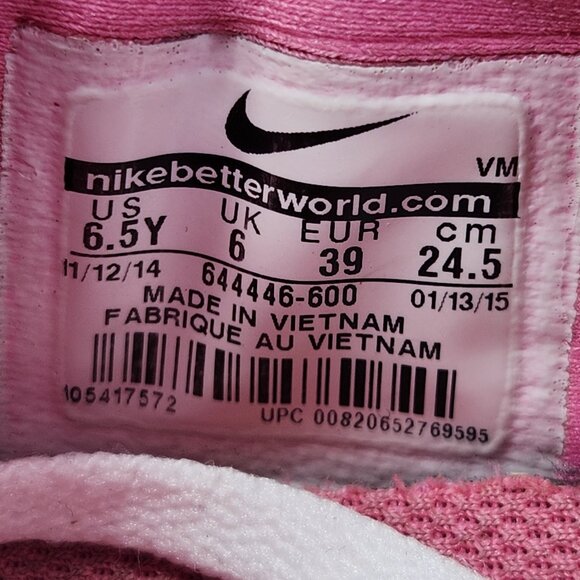 VM
nikebetterworld.com
US UK EUR cm
6.5Y 6 39 24.5
11/12/14 644446-600 01/13/15
MADE IN VIETNAM
FABRIQUE AU VIETNAM
105417572
UPC 00820652769595